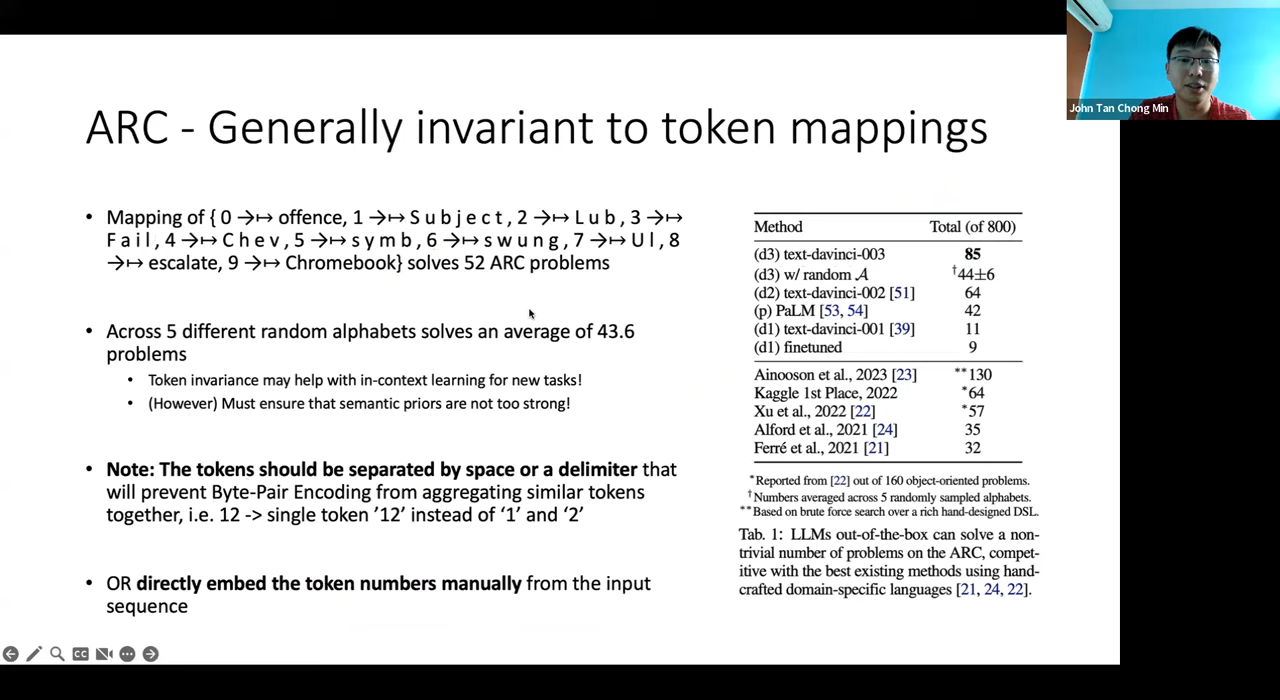 John Tan Chong Min
ARC - Generally invariant to token mappings
• Mapping of { 0 →↦ offence, 1 →↦ S u b j e c t , 2 →↦ L u b , 3 →↦
F a i l , 4 →↦ C h e v , 5 →↦ s y m b , 6 →↦ s w u n g , 7 →↦ U l , 8
→↦ escalate, 9 →↦ Chromebook} solves 52 ARC problems
• Across 5 different random alphabets solves an average of 43.6
problems
• Token invariance may help with in-context learning for new tasks!
• (However) Must ensure that semantic priors are not too strong!
• Note: The tokens should be separated by space or a delimiter that
will prevent Byte-Pair Encoding from aggregating similar tokens
together, i.e. 12 -> single token ’12’ instead of ‘1’ and ‘2’
• OR directly embed the token numbers manually from the input
sequence
Method Total (of 800)
(d3) text-davinci-003 85
(d3) w/ random 𝒜 †44±6
(d2) text-davinci-002 [51] 64
(p) PaLM [53, 54] 42
(d1) text-davinci-001 [39] 11
(d1) finetuned 9
Ainooson et al., 2023 [23] **130
Kaggle 1st Place, 2022 *64
Xu et al., 2022 [22] *57
Alford et al., 2021 [24] 35
Ferré et al., 2021 [21] 32
*Reported from [22] out of 160 object-oriented problems.
†Numbers averaged across 5 randomly sampled alphabets.
**Based on brute force search over a rich hand-designed DSL.
Tab. 1: LLMs out-of-the-box can solve a non-
trivial number of problems on the ARC, compet-
itive with the best existing methods using hand-
crafted domain-specific languages [21, 24, 22].
CC